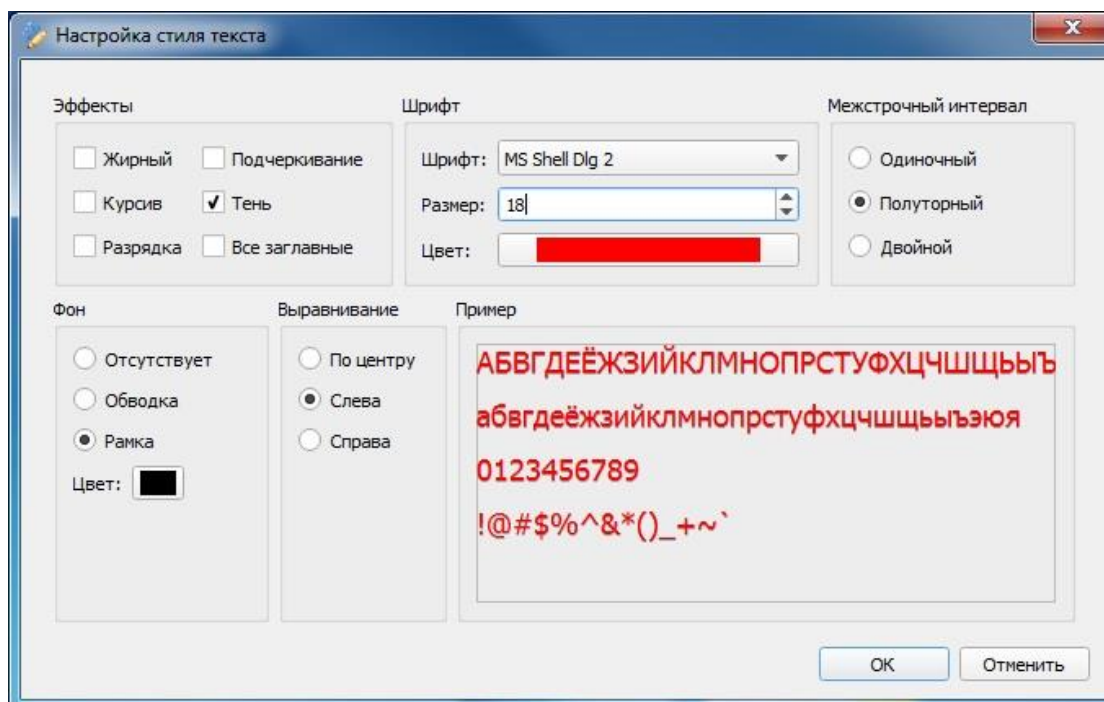 Настройка стиля текста
Эффекты
Жирный Подчеркивание
Курсив Тень
Разрядка Все заглавные
Шрифт
Шрифт: MS Shell Dlg 2
Размер: 18
Цвет:
Межстрочный интервал
Одиночный
Полуторный
Двойной
Фон
Отсутствует
Обводка
Рамка
Цвет:
Выравнивание
По центру
Слева
Справа
Пример
АБВГДЕЁЖЗИЙКЛМНОПРСТУФХЦЧШЩЬЫЪ
абвгдеёжзийклмнопрстуфхцчшщьыъэюя
0123456789
!@#$%^&*()_+~`
OK Отменить